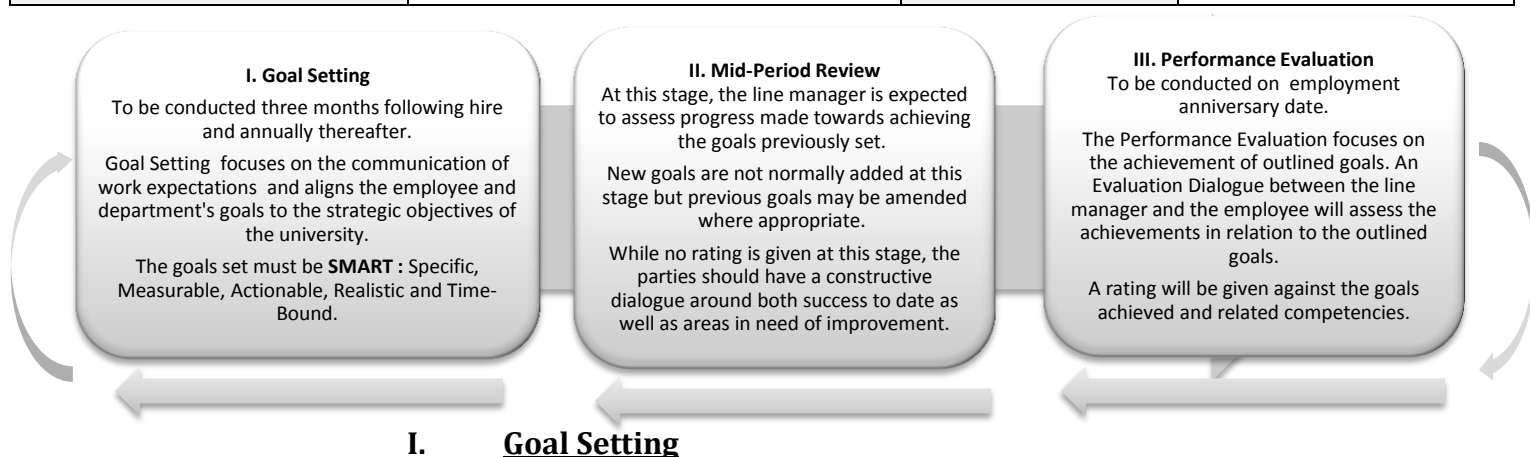 I. Goal Setting
To be conducted three months following hire
and annually thereafter.
Goal Setting focuses on the communication of
work expectations and aligns the employee and
department's goals to the strategic objectives of
the university.
The goals set must be SMART : Specific,
Measurable, Actionable, Realistic and Time-
Bound.
II. Mid-Period Review
At this stage, the line manager is expected
to assess progress made towards achieving
the goals previously set.
New goals are not normally added at this
stage but previous goals may be amended
where appropriate.
While no rating is given at this stage, the
parties should have a constructive
dialogue around both success to date as
well as areas in need of improvement.
III. Performance Evaluation
To be conducted on employment
anniversary date.
The Performance Evaluation focuses on
the achievement of outlined goals. An
Evaluation Dialogue between the line
manager and the employee will assess the
achievements in relation to the outlined
goals.
A rating will be given against the goals
achieved and related competencies.
I. Goal Setting